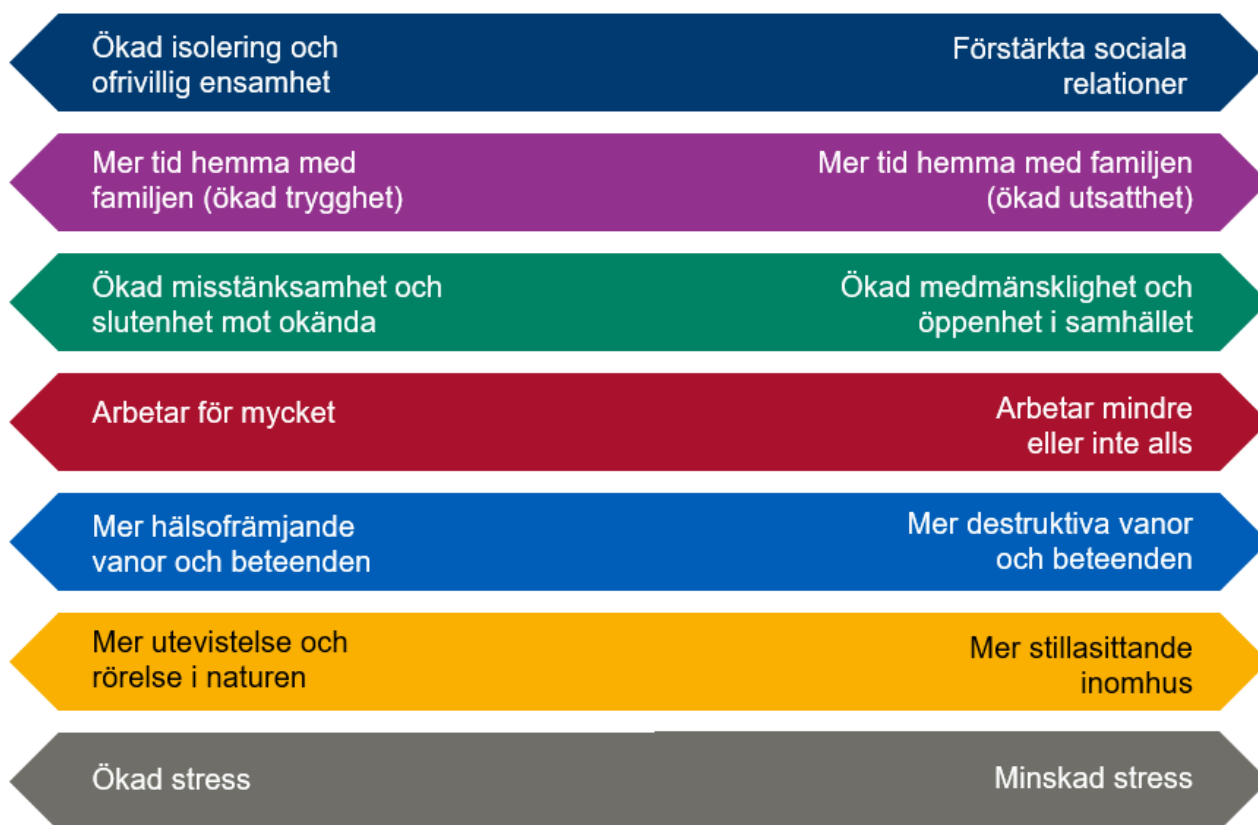 Ökad isolering och
ofrivillig ensamhet
Förstärkta sociala
relationer
Mer tid hemma med
familjen (ökad trygghet)
Mer tid hemma med familjen
(ökad utsatthet)
Ökad misstänksamhet och
slutenhet mot okända
Ökad medmänsklighet och
öppenhet i samhället
Arbetar för mycket
Arbetar mindre
eller inte alls
Mer hälsofrämjande
vanor och beteenden
Mer destruktiva vanor
och beteenden
Mer utevistelse och
rörelse i naturen
Mer stillasittande
inomhus
Ökad stress
Minskad stress